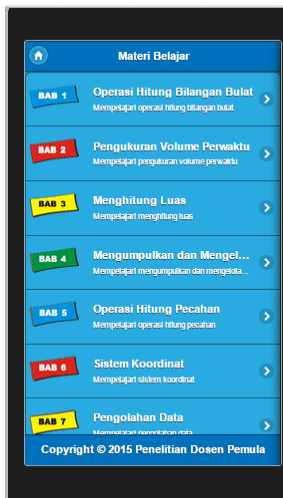 Materi Belajar
BAB 1
Operasi Hitung Bilangan Bulat
Mempelajari operasi hitung bilangan bulat
BAB 2
Pengukuran Volume Perwaktu
Mempelajari pengukuran volume perwaktu
BAB 3
Menghitung Luas
Mempelajari menghitung luas
BAB 4
Mengumpulkan dan Mengel...
Mempelajari mengumpulkan dan mengelola...
BAB 5
Operasi Hitung Pecahan
Mempelajari operasi hitung pecahan
BAB 6
Sistem Koordinat
Mempelajari sistem koordinat
BAB 7
Pengolahan Data
Mempelajari pengolahan data
Copyright © 2015 Penelitian Dosen Pemula